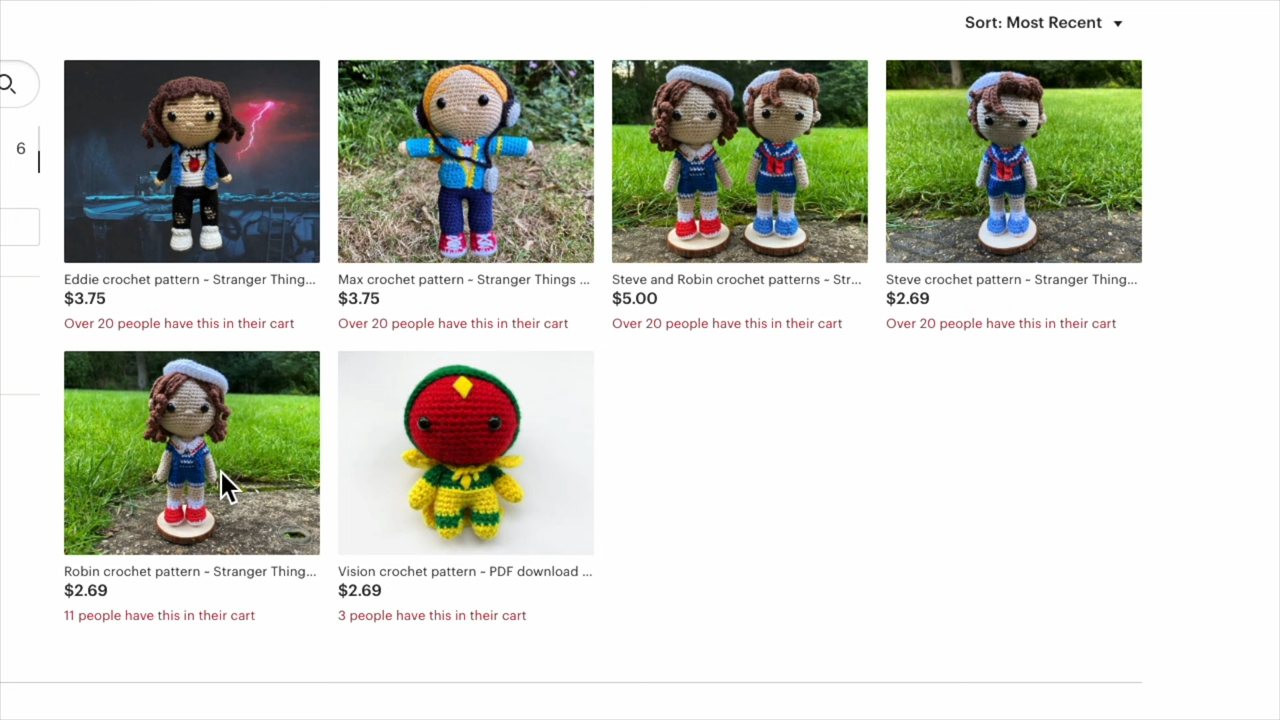 Sort: Most Recent
6
Eddie crochet pattern ~ Stranger Thing...
$3.75
Over 20 people have this in their cart
Max crochet pattern ~ Stranger Things ...
$3.75
Over 20 people have this in their cart
Steve and Robin crochet patterns ~ Str...
$5.00
Over 20 people have this in their cart
Steve crochet pattern ~ Stranger Thing...
$2.69
Over 20 people have this in their cart
Robin crochet pattern ~ Stranger Thing...
$2.69
11 people have this in their cart
Vision crochet pattern ~ PDF download ...
$2.69
3 people have this in their cart